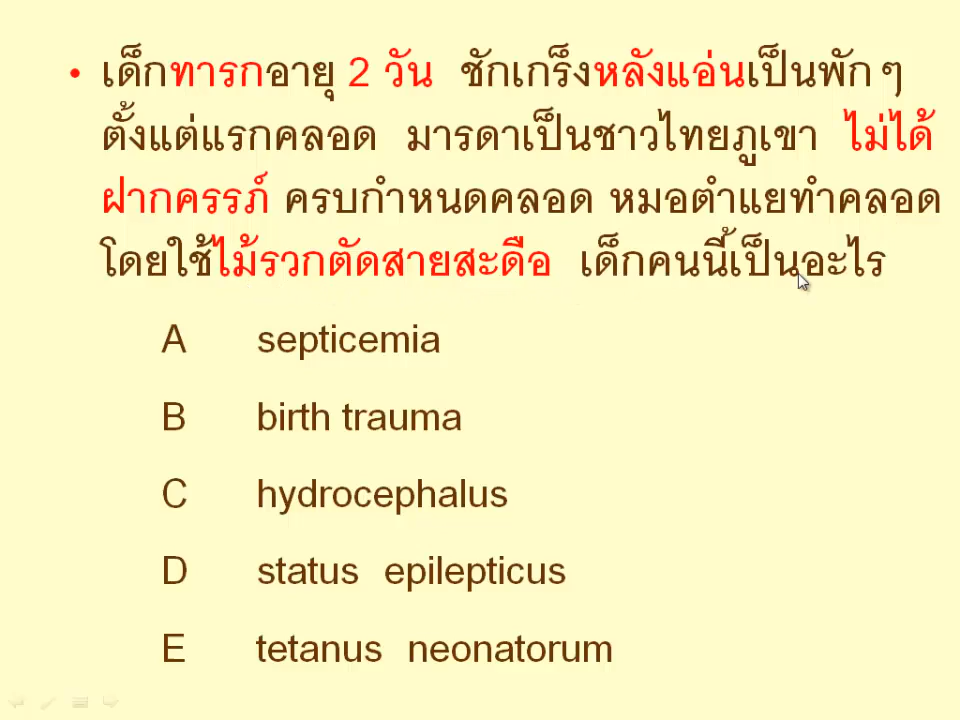 • เด็กทารกอายุ 2 วัน ชักเกร็งหลังแอ่นเป็นพักๆ
ตั้งแต่แรกคลอด มารดาเป็นชาวไทยภูเขา ไม่ได้
ฝากครรภ์ ครบกำหนดคลอด หมอตำแยทำคลอด
โดยใช้ไม้รวกตัดสายสะดือ เด็กคนนี้เป็นอะไร
A septicemia
B birth trauma
C hydrocephalus
D status epilepticus
E tetanus neonatorum